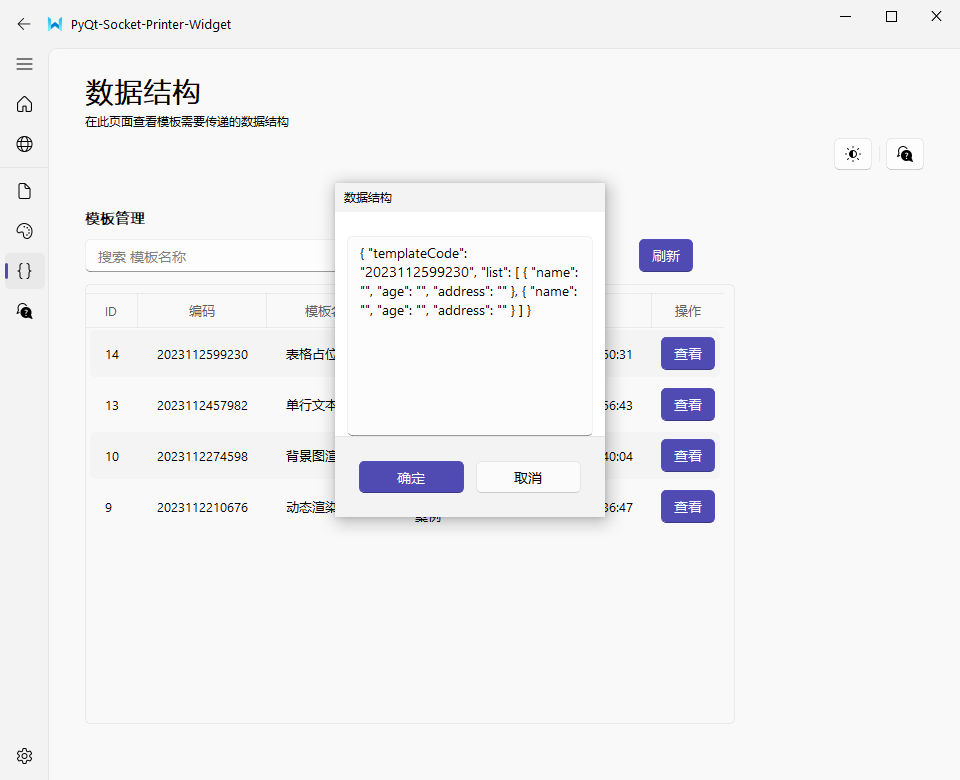 PyQt-Socket-Printer-Widget
数据结构
在此页面查看模板需要传递的数据结构
模板管理
搜索 模板名称
刷新
ID 编码 模板 操作
14 2023112599230 表格占位 50:31 查看
13 2023112457982 单行文本 56:43 查看
10 2023112274598 背景图渲 40:04 查看
9 2023112210676 动态渲染 36:47 查看
案例
数据结构
{ "templateCode":
"2023112599230", "list": [ { "name":
"", "age": "", "address": "" }, { "name":
"", "age": "", "address": "" } ] }
确定 取消